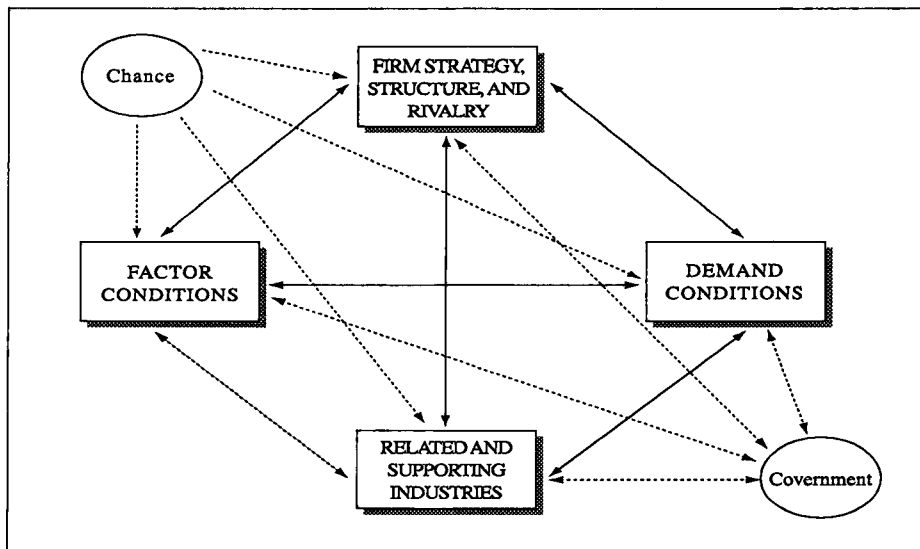 Chance
FIRM STRATEGY,
STRUCTURE, AND
RIVALRY
FACTOR
CONDITIONS
DEMAND
CONDITIONS
RELATED AND
SUPPORTING
INDUSTRIES
Covernment